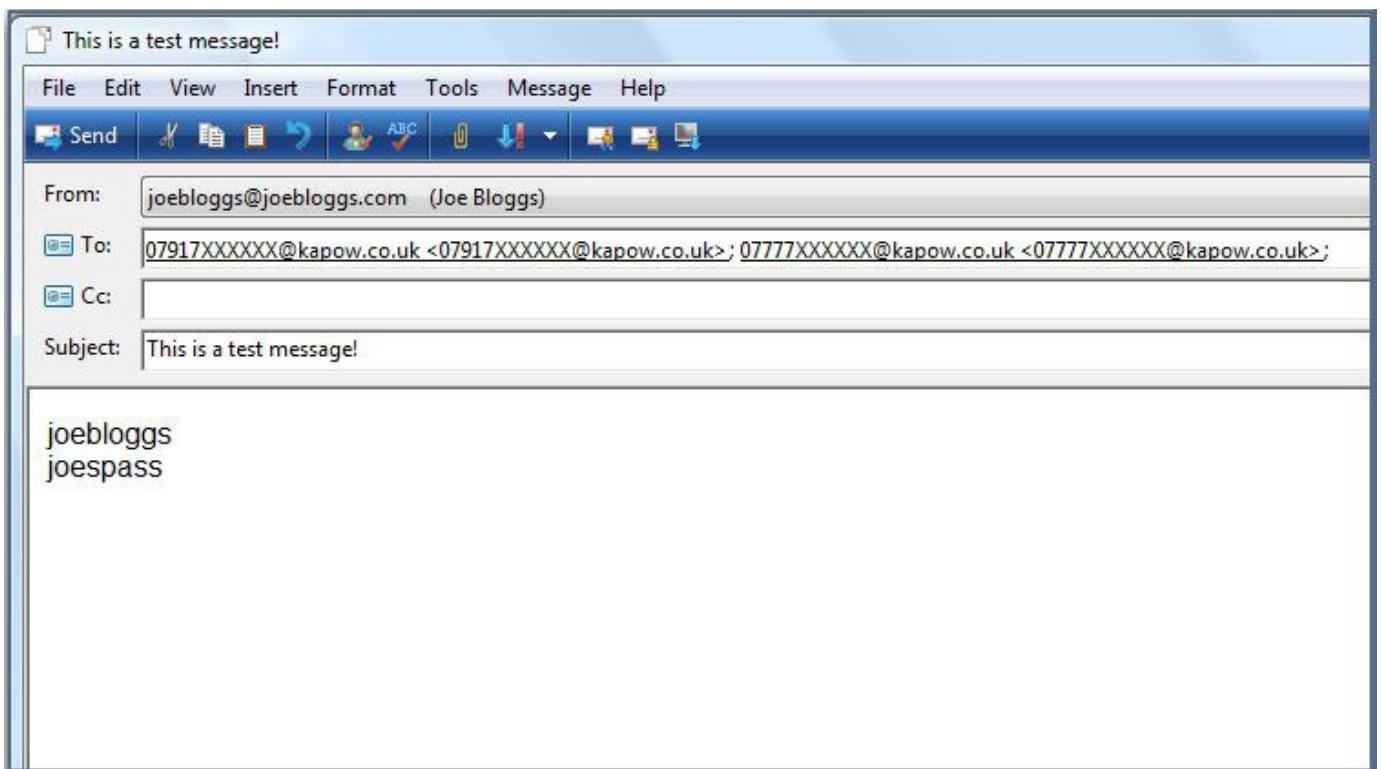 This is a test message!
File Edit View Insert Format Tools Message Help
Send ABC
From: joebloggs@joebloggs.com (Joe Bloggs)
To: 07917XXXXXX@kapow.co.uk <07917XXXXXX@kapow.co.uk>; 07777XXXXXX@kapow.co.uk <07777XXXXXX@kapow.co.uk>;
Cc:
Subject: This is a test message!
joebloggs
joespass